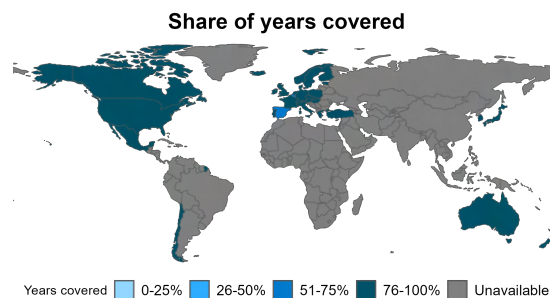 Share of years covered
Years covered 0-25% 26-50% 51-75% 76-100% Unavailable